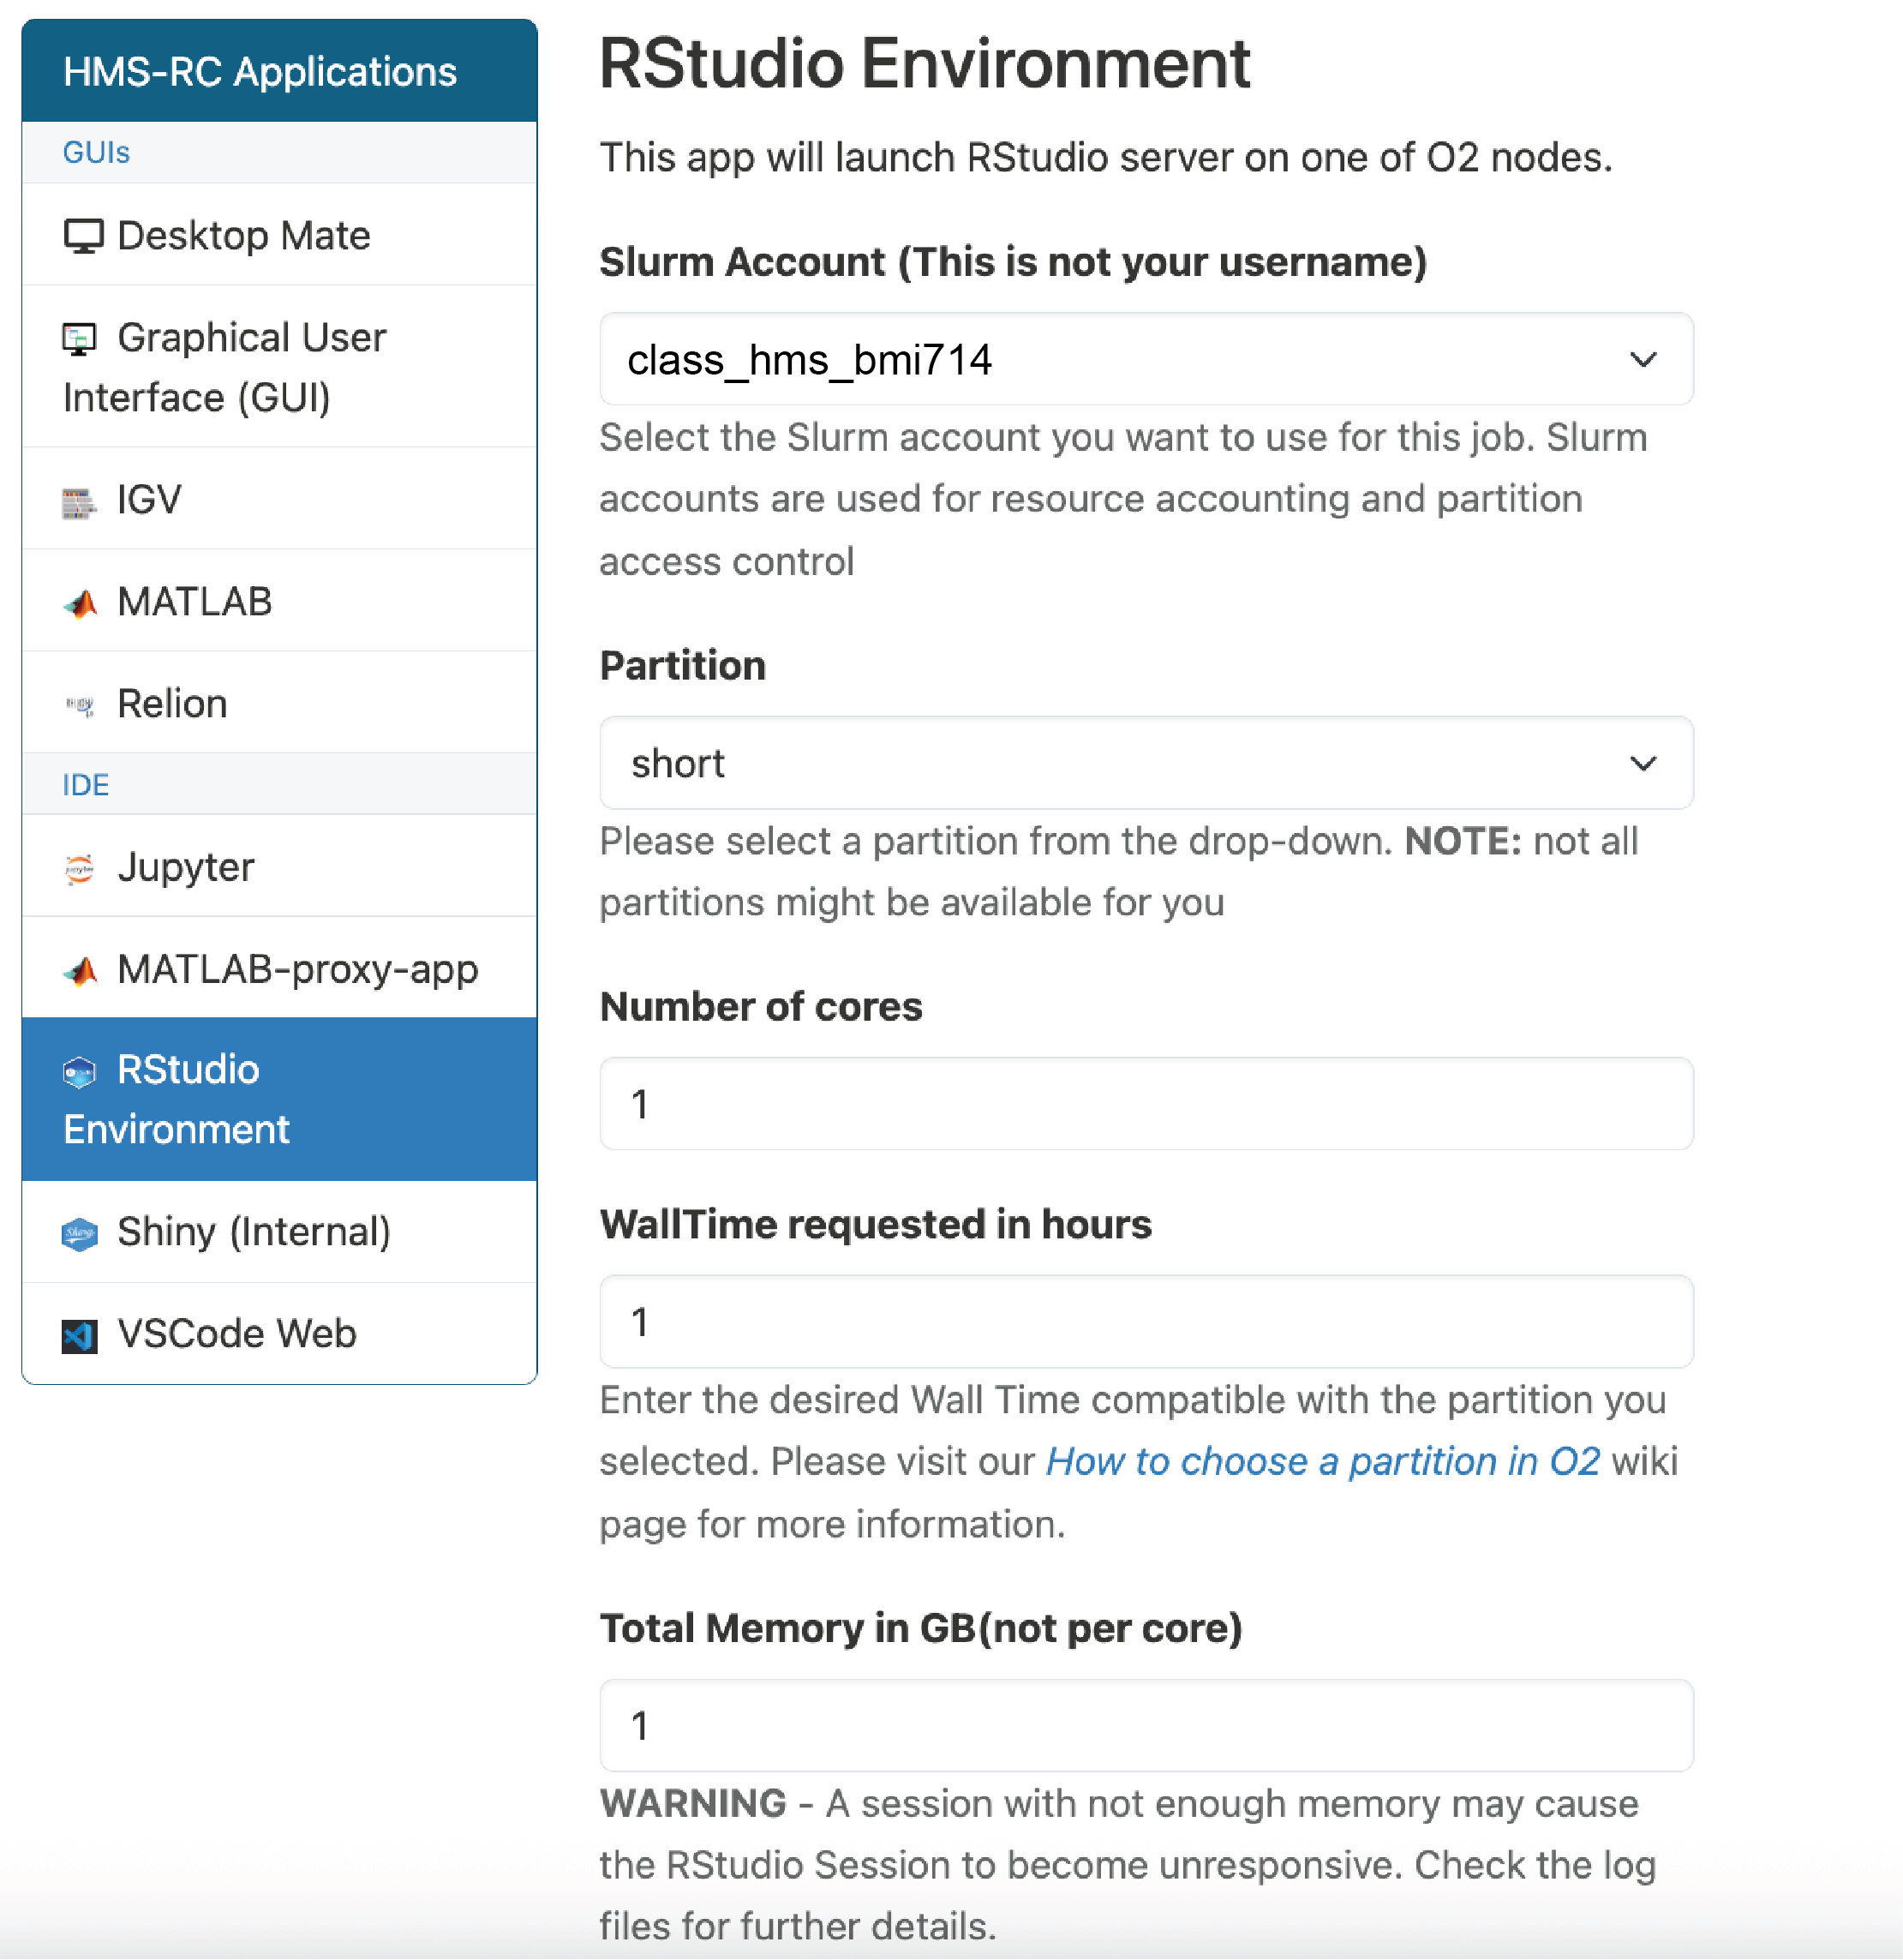 HMS-RC Applications
GUIs
Desktop Mate
Graphical User
Interface (GUI)
IGV
MATLAB
Relion
IDE
Jupyter
MATLAB-proxy-app
RStudio
Environment
Shiny (Internal)
VSCode Web
RStudio Environment
This app will launch RStudio server on one of O2 nodes.
Slurm Account (This is not your username)
class_hms_bmi714
Select the Slurm account you want to use for this job. Slurm
accounts are used for resource accounting and partition
access control
Partition
short
Please select a partition from the drop-down. NOTE: not all
partitions might be available for you
Number of cores
1
WallTime requested in hours
1
Enter the desired Wall Time compatible with the partition you
selected. Please visit our How to choose a partition in O2 wiki
page for more information.
Total Memory in GB(not per core)
1
WARNING - A session with not enough memory may cause
the RStudio Session to become unresponsive. Check the log
files for further details.